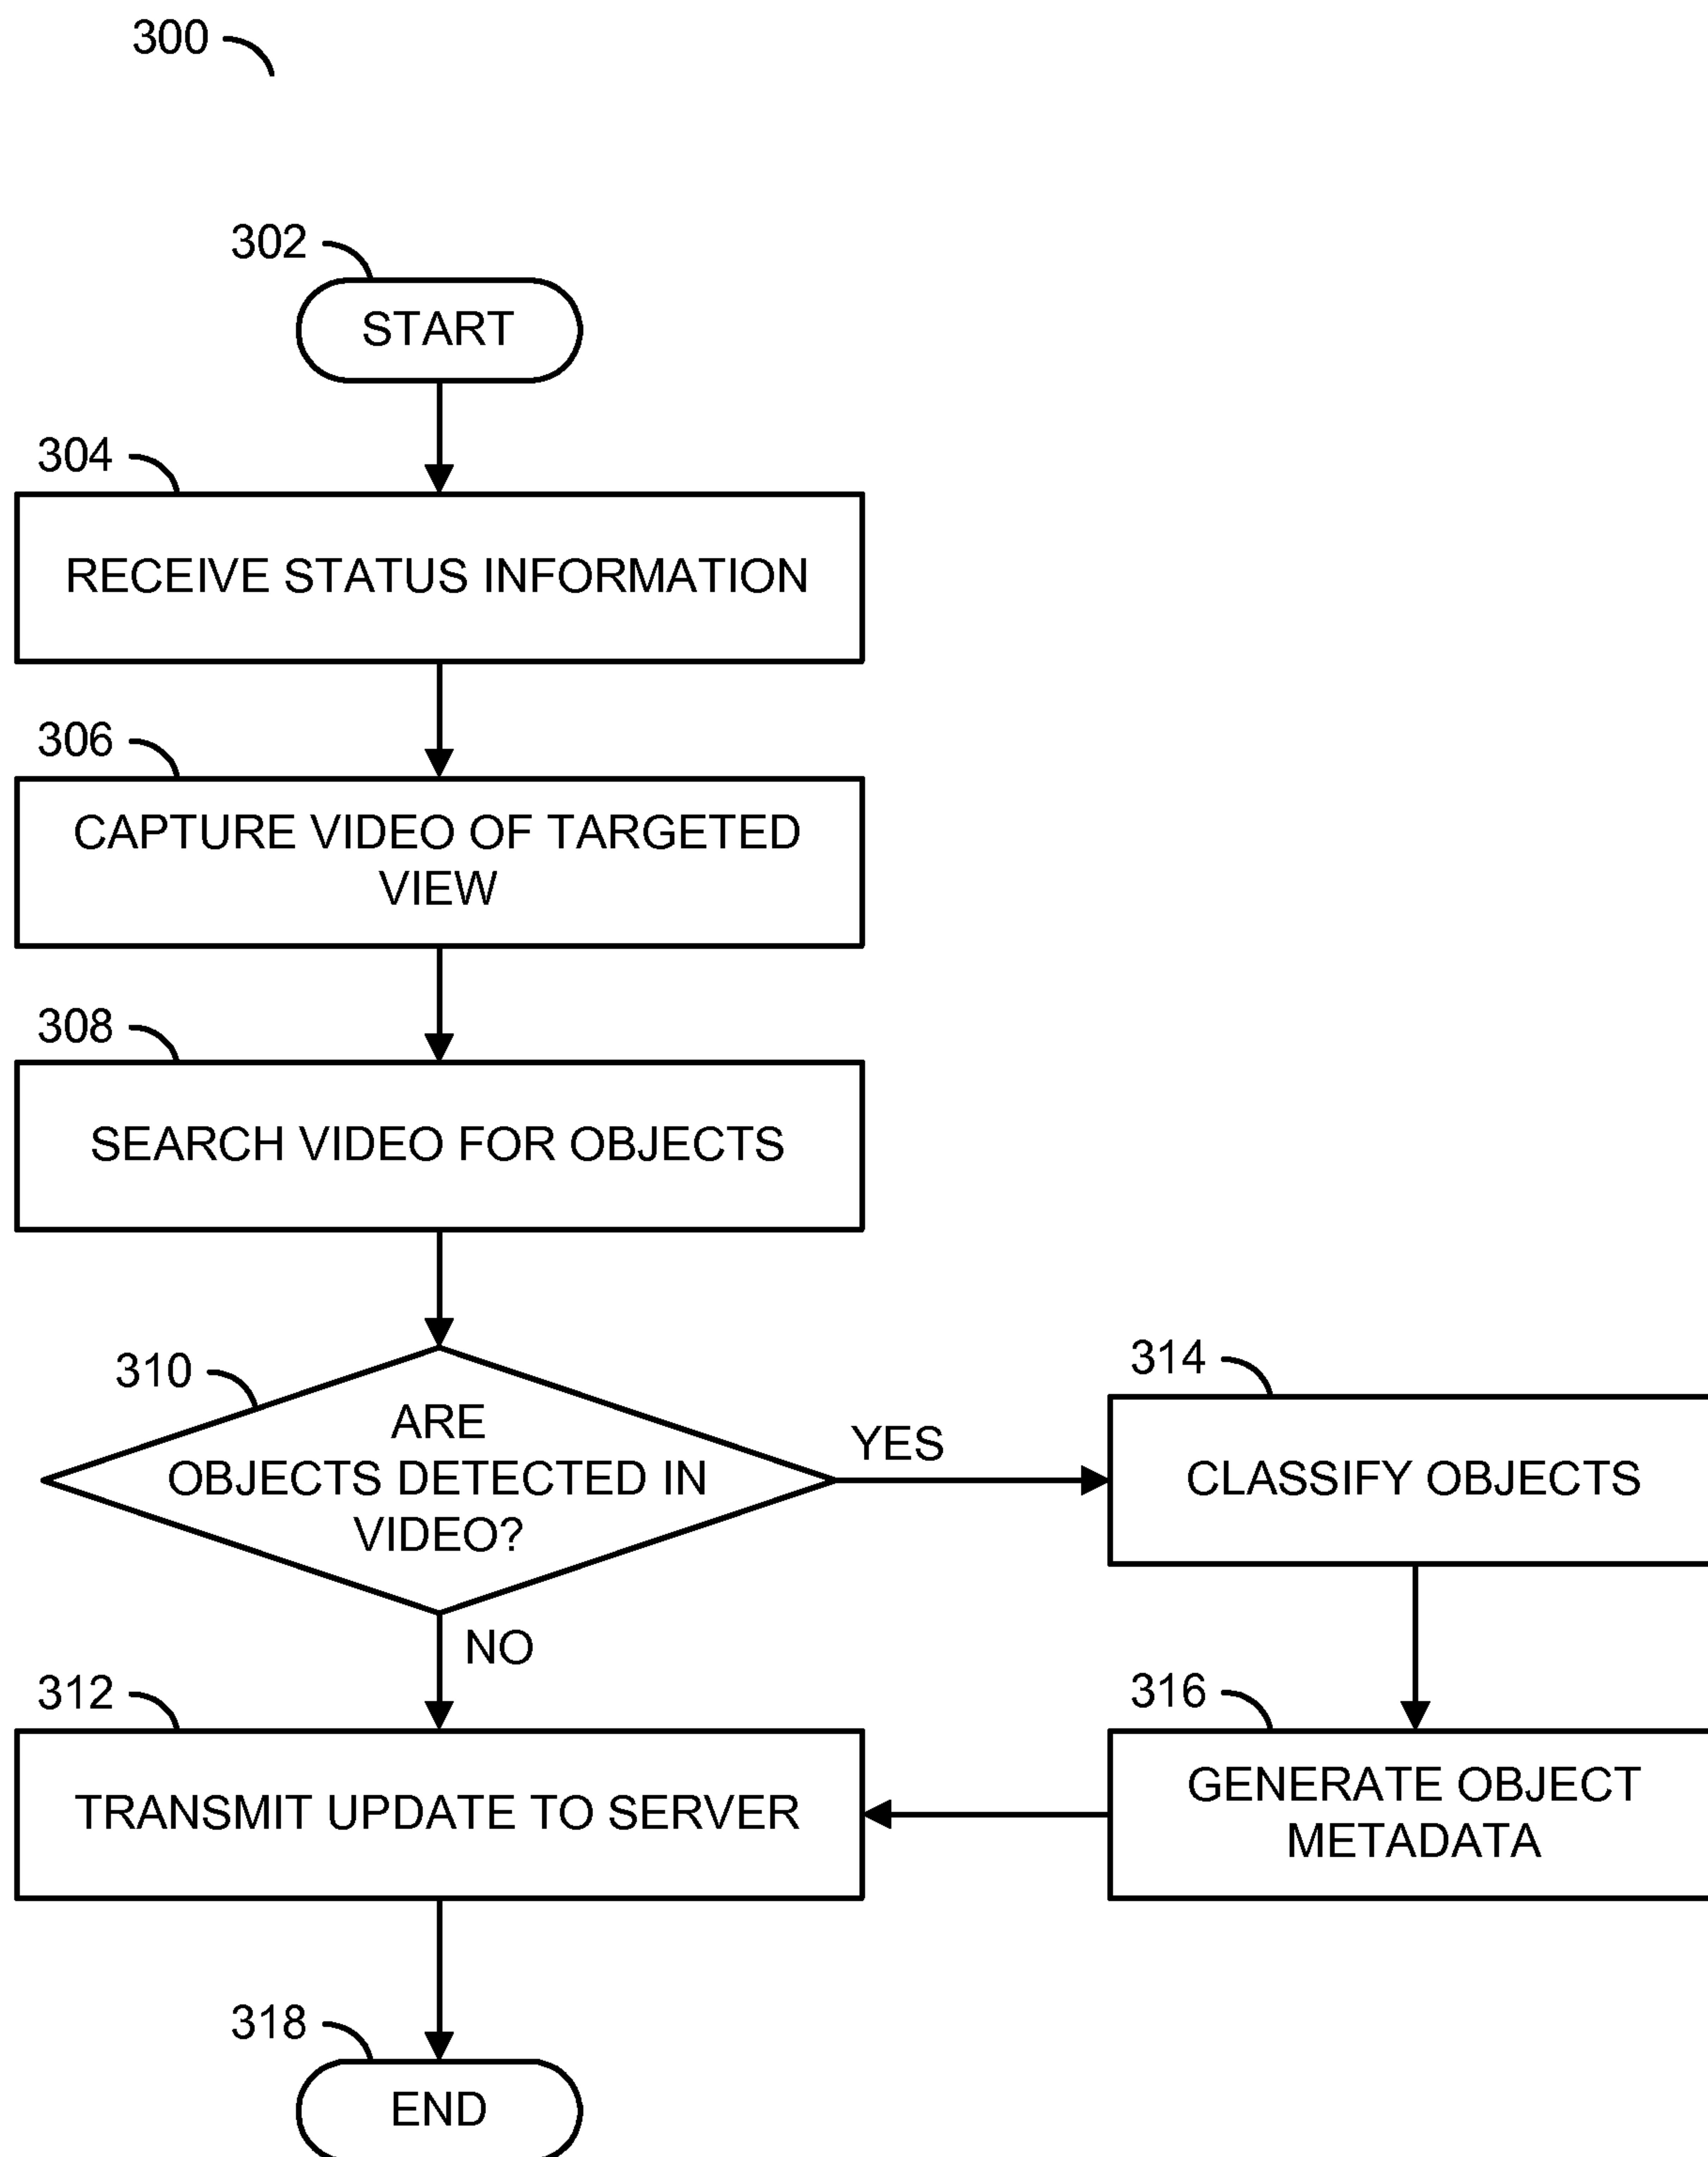 300
302
START
304
RECEIVE STATUS INFORMATION
306
CAPTURE VIDEO OF TARGETED
VIEW
308
SEARCH VIDEO FOR OBJECTS
310
ARE
OBJECTS DETECTED IN
VIDEO?
YES
314
CLASSIFY OBJECTS
NO
312
TRANSMIT UPDATE TO SERVER
316
GENERATE OBJECT
METADATA
318
END